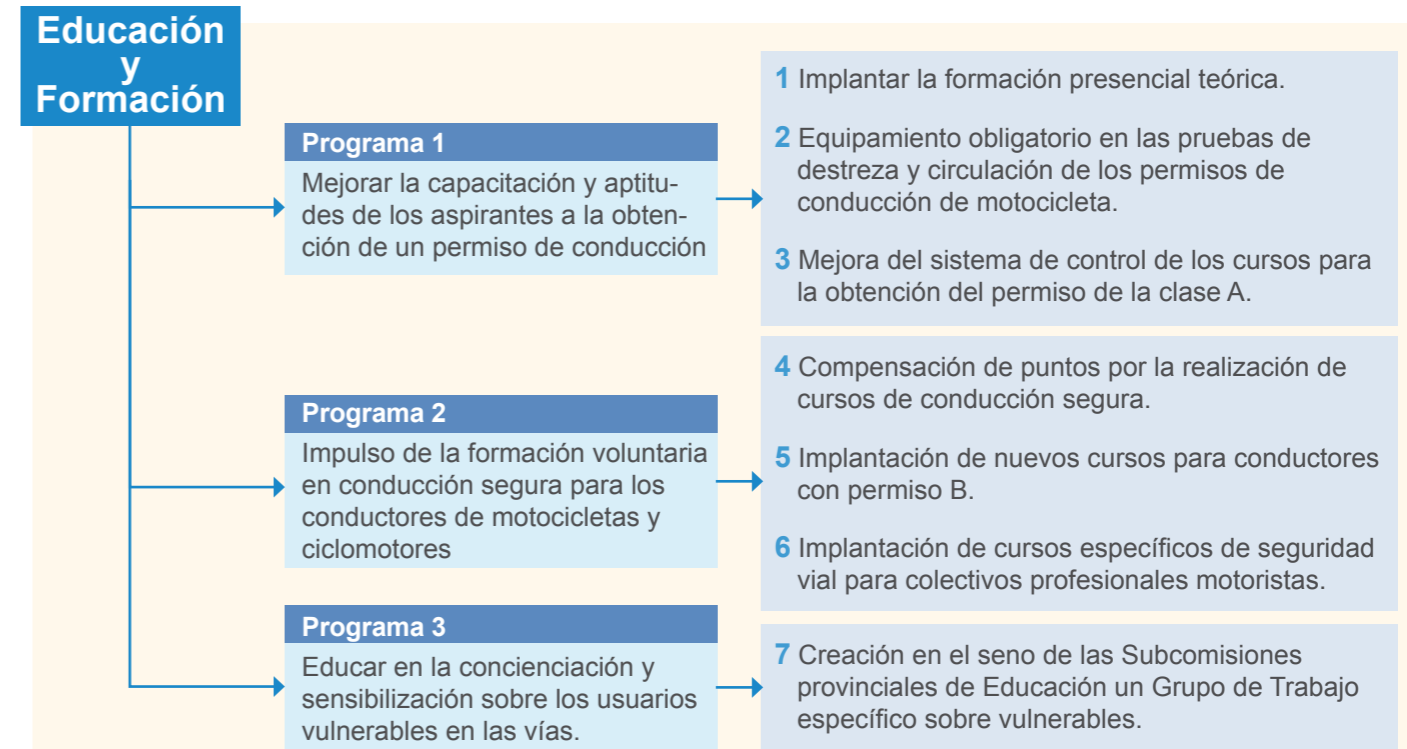 Educación
y
Formación
Programa 1
Mejorar la capacitación y aptitu-
des de los aspirantes a la obten-
ción de un permiso de conducción
1 Implantar la formación presencial teórica.
2 Equipamiento obligatorio en las pruebas de
destreza y circulación de los permisos de
conducción de motocicleta.
3 Mejora del sistema de control de los cursos para
la obtención del permiso de la clase A.
Programa 2
Impulso de la formación voluntaria
en conducción segura para los
conductores de motocicletas y
ciclomotores
4 Compensación de puntos por la realización de
cursos de conducción segura.
5 Implantación de nuevos cursos para conductores
con permiso B.
6 Implantación de cursos específicos de seguridad
vial para colectivos profesionales motoristas.
Programa 3
Educar en la concienciación y
sensibilización sobre los usuarios
vulnerables en las vías.
7 Creación en el seno de las Subcomisiones
provinciales de Educación un Grupo de Trabajo
específico sobre vulnerables.